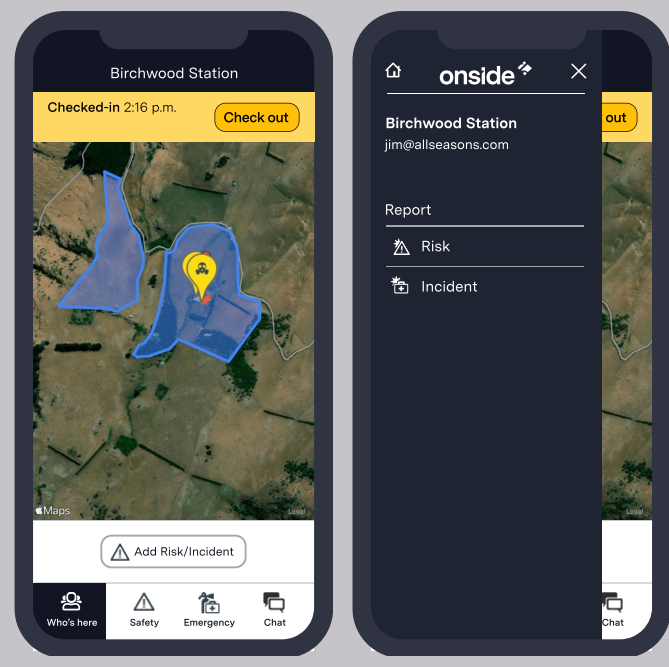 Birchwood Station
Checked-in 2:16 p.m.
Check out
Maps
Legal
Add Risk/Incident
Who's here
Safety
Emergency
Chat
onside
Birchwood Station
jim@allseasons.com
Report
Risk
Incident
out
Legal
Chat